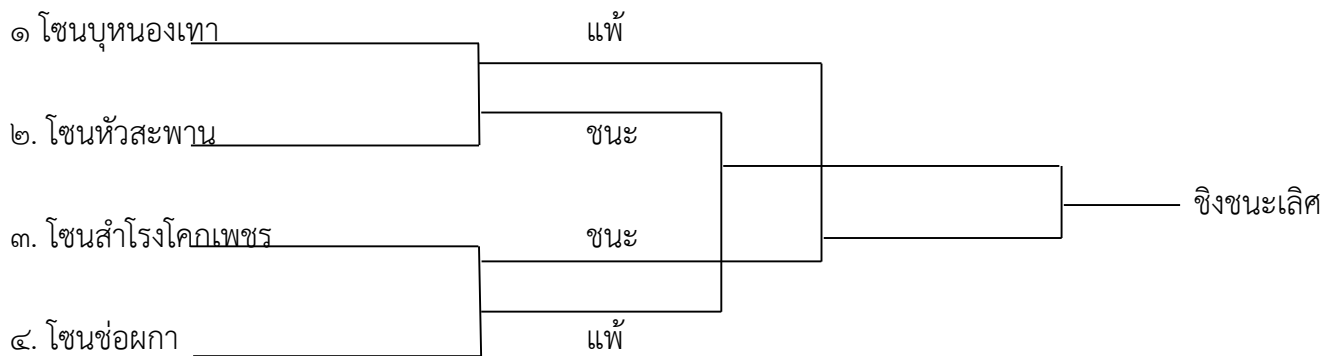 ๑ โซนบุหนองเทา แพ้
๒. โซนหัวสะพาน ชนะ
ชิงชนะเลิศ
๓. โซนสำโรงโคกเพชร ชนะ
๔. โซนช่อผกา แพ้